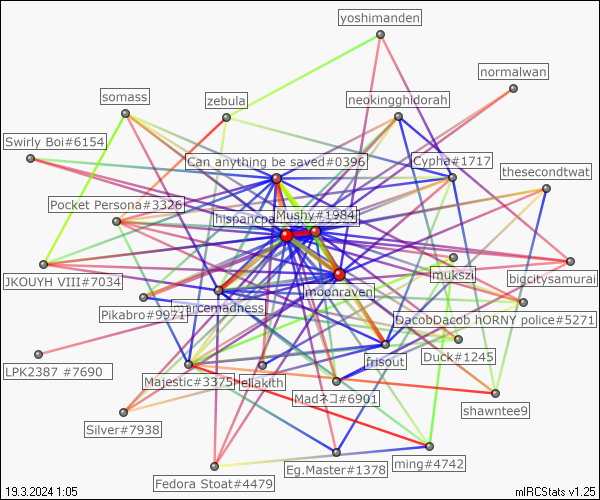 yoshimanden
normalwan
somass
zebula
neokingghidorah
Swirly Boi#6154
Can anything be saved#0396
Cypha#1717
thesecondtwat
Pocket Persona#3326
Mushy#1984
JKOUYH VIII#7034
moonraven
mukszi
bigcitysamurai
Pikabro#9971
marcemadness
DacobDacob hORNY police#5271
LPK2387 #7690
Majestic#3375
ellakith
frisout
Duck#1245
Madネコ#6901
shawntee9
Silver#7938
Eg.Master#1378
ming#4742
Fedora Stoat#4479
19.3.2024 1:05
mIRCStats v1.25